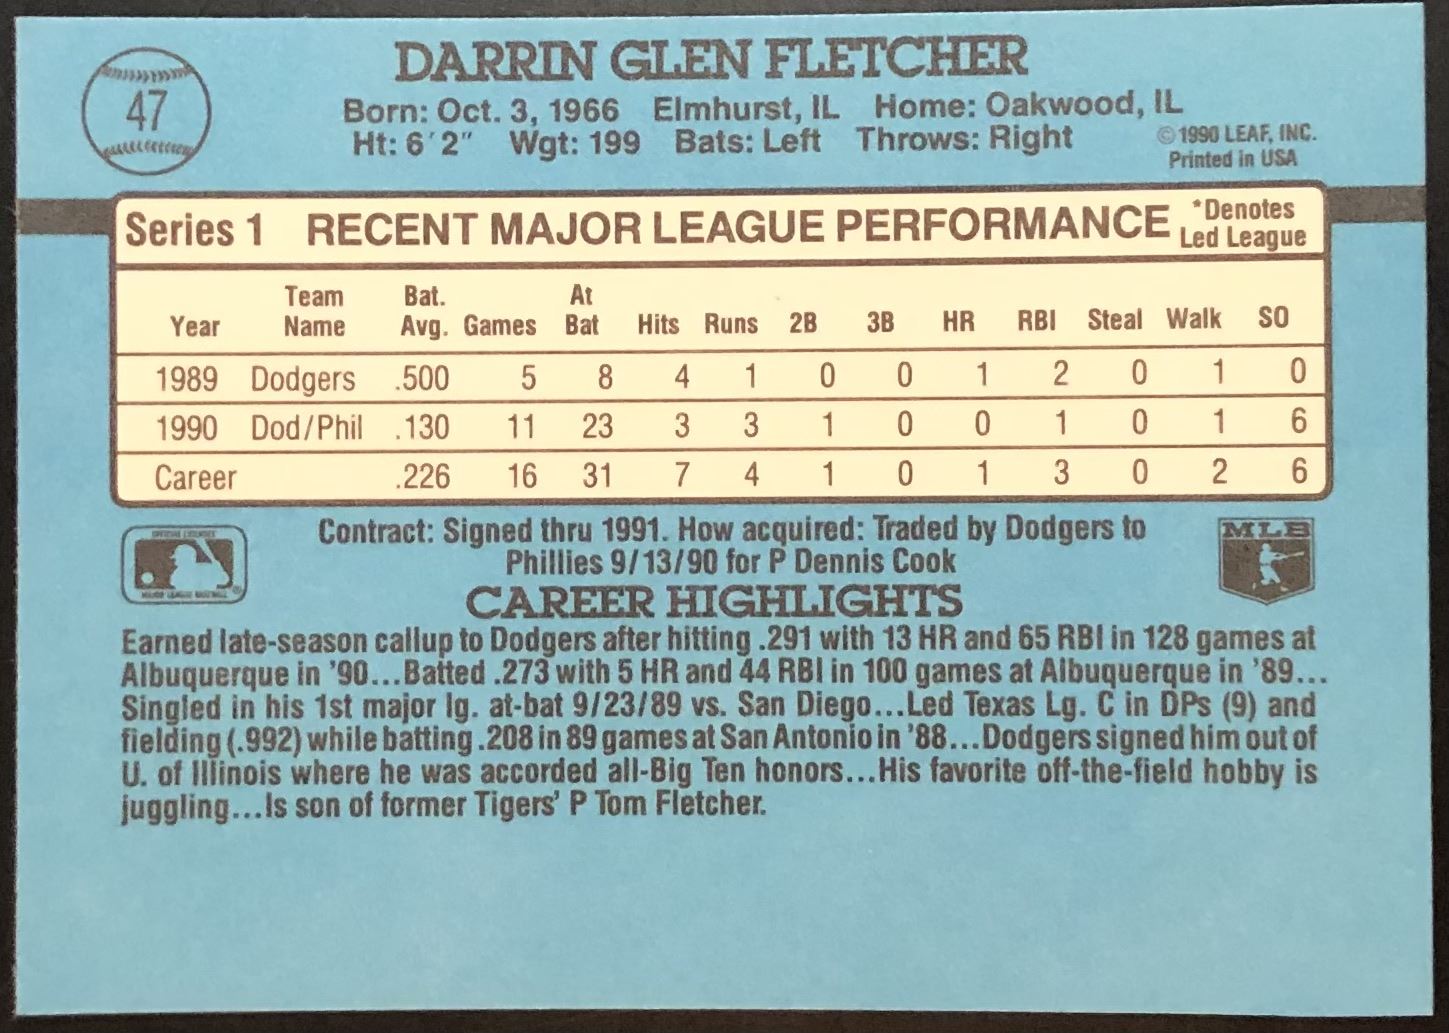 47
DARRIN GLEN FLETCHER
Born: Oct. 3, 1966 Elmhurst, IL Home: Oakwood, IL
Ht: 6'2" Wgt: 199 Bats: Left Throws: Right
© 1990 LEAF, INC.
Printed in USA
Series 1 RECENT MAJOR LEAGUE PERFORMANCE
*Denotes
Led League
Year Team Name Bat. Avg. Games At Bat Hits Runs 2B 3B HR RBI Steal Walk SO
1989 Dodgers .500 5 8 4 1 0 0 1 2 0 1 0
1990 Dod/Phil .130 11 23 3 3 1 0 0 1 0 1 6
Career .226 16 31 7 4 1 0 1 3 0 2 6
Contract: Signed thru 1991. How acquired: Traded by Dodgers to
Phillies 9/13/90 for P Dennis Cook
OFFICIAL LICENSEE
MAJOR LEAGUE BASEBALL
®
MLB
CAREER HIGHLIGHTS
Earned late-season callup to Dodgers after hitting .291 with 13 HR and 65 RBI in 128 games at
Albuquerque in '90...Batted .273 with 5 HR and 44 RBI in 100 games at Albuquerque in '89...
Singled in his 1st major lg. at-bat 9/23/89 vs. San Diego...Led Texas Lg. C in DPs (9) and
fielding (.992) while batting .208 in 89 games at San Antonio in '88...Dodgers signed him out of
U. of Illinois where he was accorded all-Big Ten honors...His favorite off-the-field hobby is
juggling...Is son of former Tigers' P Tom Fletcher.